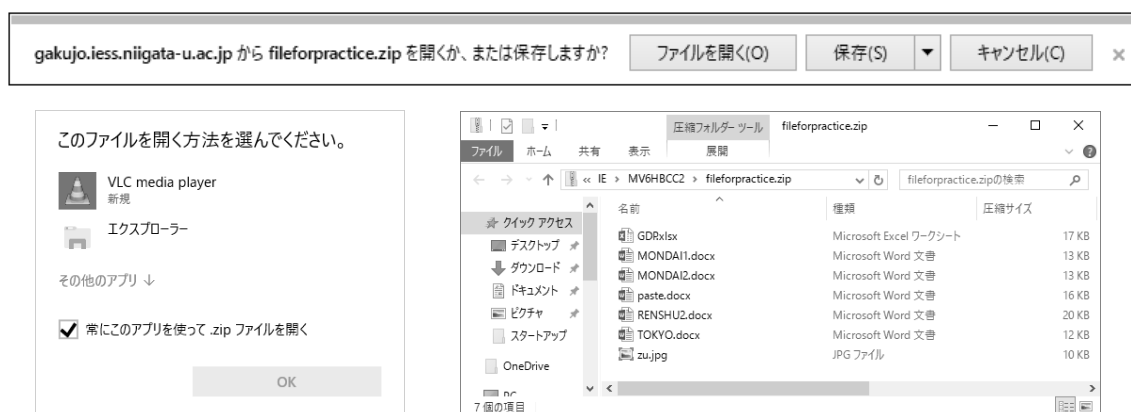 gakujo.iess.niigata-u.ac.jp から fileforpractice.zip を開くか、または保存しますか? ファイルを開く(O) 保存(S) キャンセル(C) ×
このファイルを開く方法を選んでください。
VLC media player
新規
エクスプローラー
その他のアプリ ↓
常にこのアプリを使って .zip ファイルを開く
OK
圧縮フォルダー ツール fileforpractice.zip
ファイル ホーム 共有 表示 展開
« IE › MV6HBCC2 › fileforpractice.zip fileforpractice.zipの検索
名前 種類 圧縮サイズ
クイック アクセス
デスクトップ
ダウンロード
ドキュメント
ピクチャ
スタートアップ
OneDrive
PC
GDRxlsx Microsoft Excel ワークシート 17 KB
MONDAI1.docx Microsoft Word 文書 13 KB
MONDAI2.docx Microsoft Word 文書 13 KB
paste.docx Microsoft Word 文書 16 KB
RENSHU2.docx Microsoft Word 文書 20 KB
TOKYO.docx Microsoft Word 文書 12 KB
zu.jpg JPG ファイル 10 KB
7 個の項目